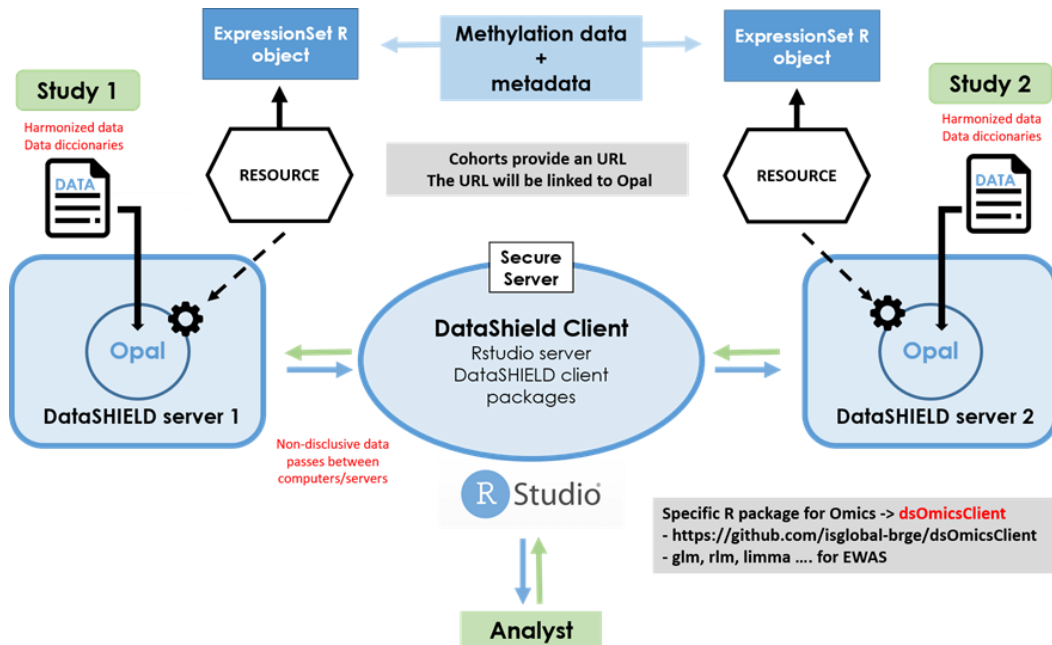 ExpressionSet R
object
Methylation data
+
metadata
ExpressionSet R
object
Study 1
Harmonized data
Data diccionaries
DATA
RESOURCE
Cohorts provide an URL
The URL will be linked to Opal
RESOURCE
Study 2
Harmonized data
Data diccionaries
DATA
Secure
Server
DataShield Client
Rstudio server
DataSHIELD client
packages
Opal
DataSHIELD server 1
Opal
DataSHIELD server 2
Non-disclusive data
passes between
computers/servers
R Studio®
Specific R package for Omics -> dsOmicsClient
- https://github.com/isglobal-brge/dsOmicsClient
- glm, rlm, limma .... for EWAS
Analyst